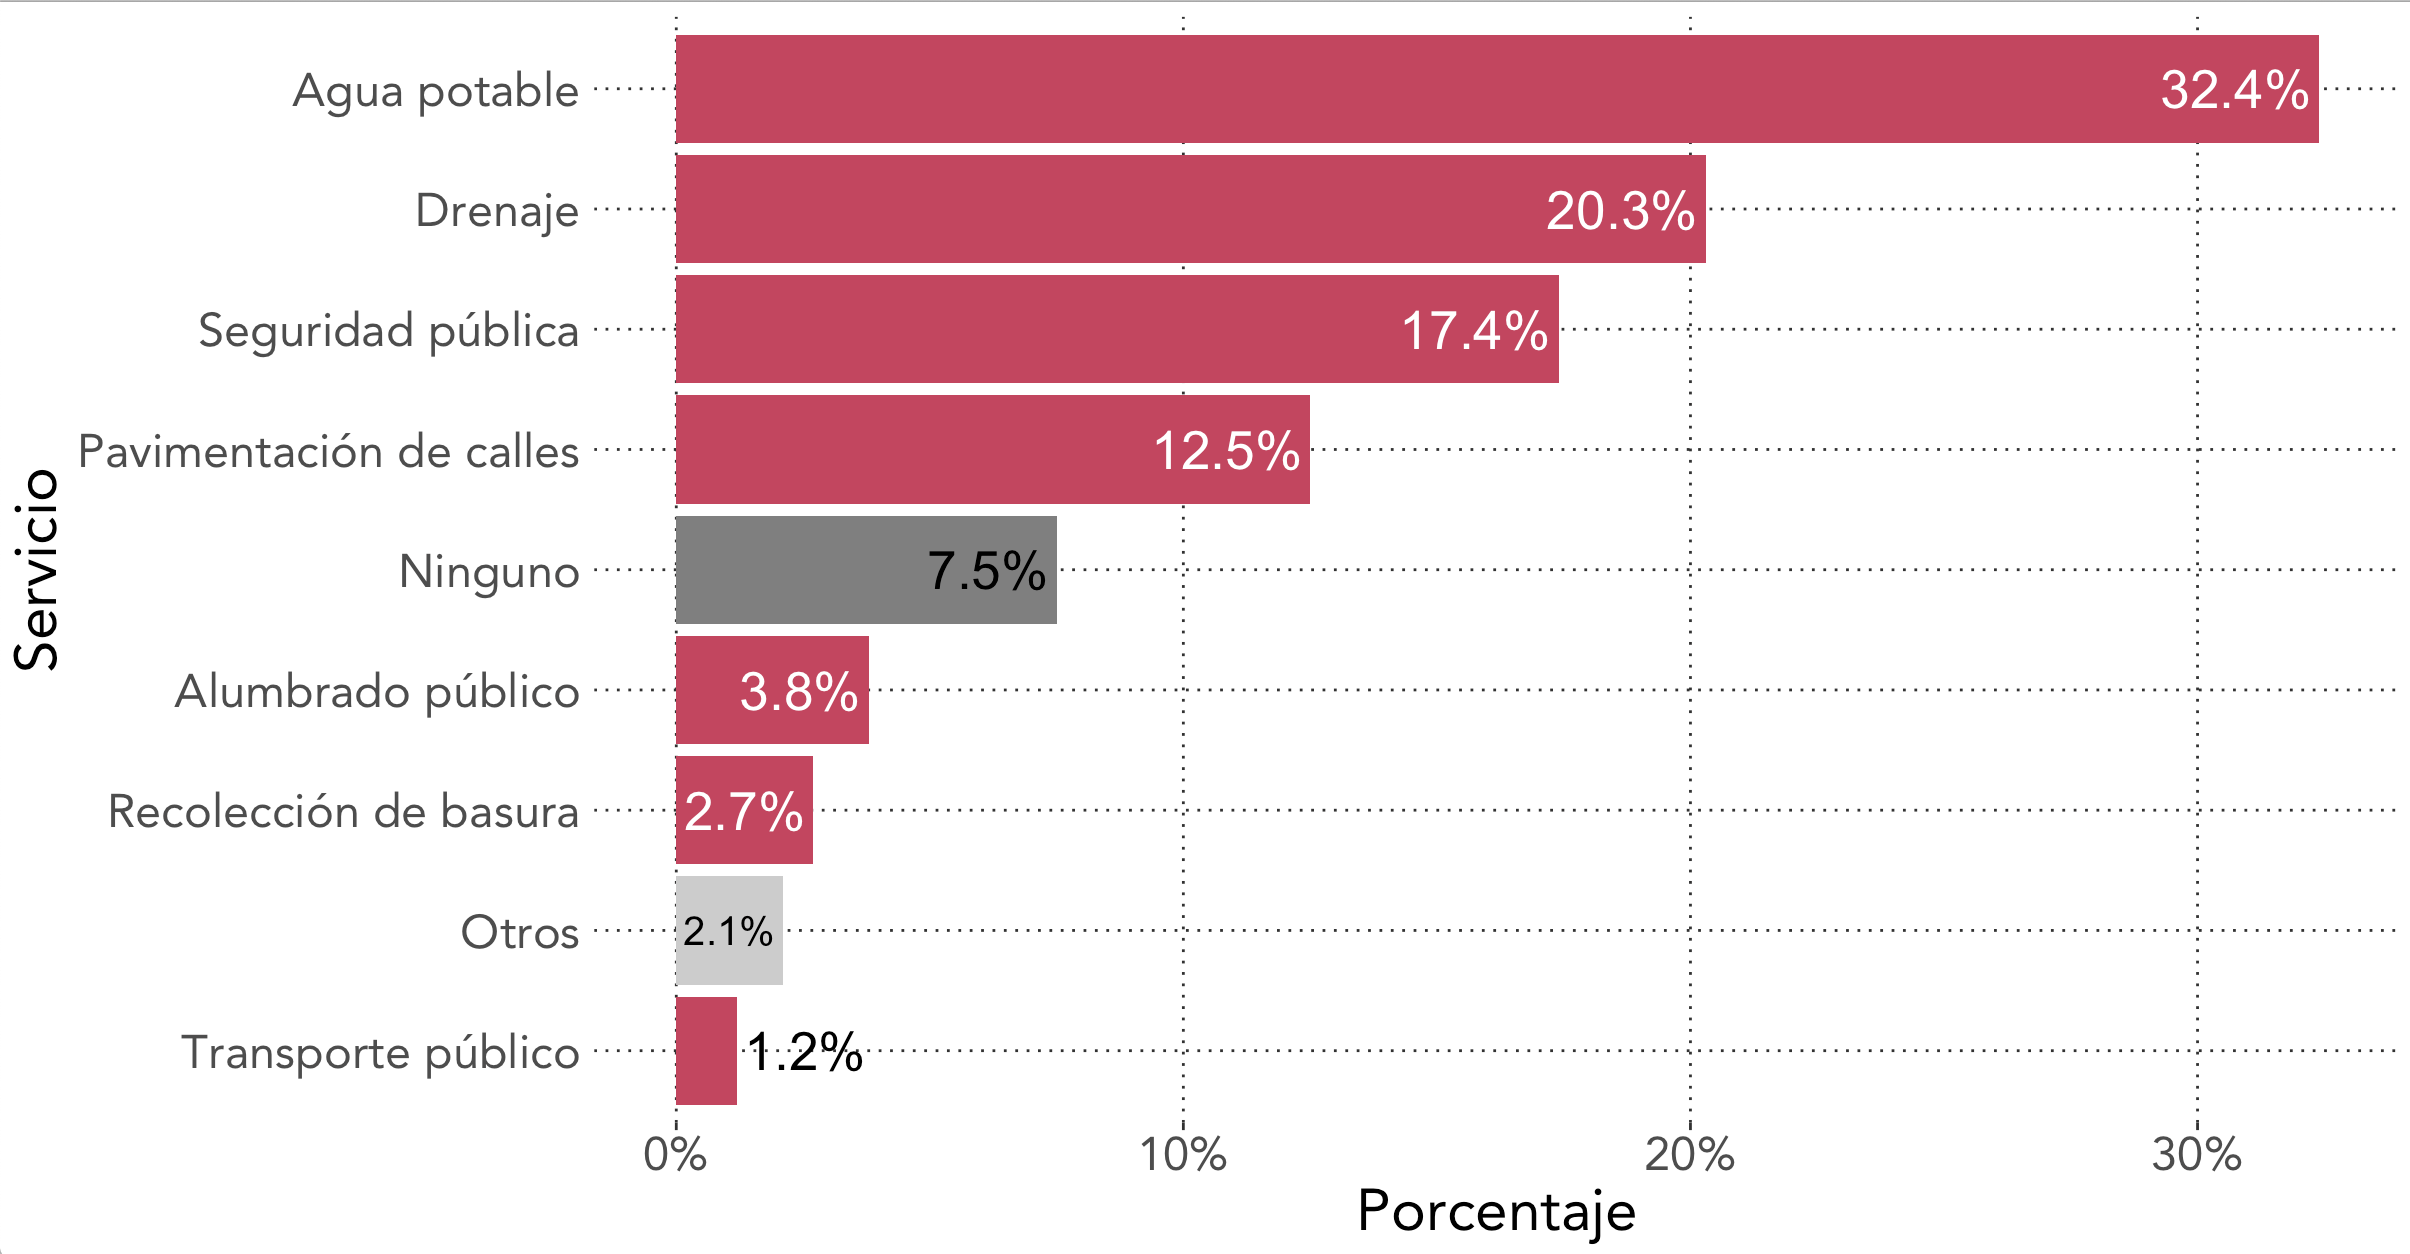 Agua potable 32.4%
Drenaje 20.3%
Seguridad pública 17.4%
Pavimentación de calles 12.5%
Ninguno 7.5%
Alumbrado público 3.8%
Recolección de basura 2.7%
Otros 2.1%
Transporte público 1.2%
Servicio
0% 10% 20% 30%
Porcentaje